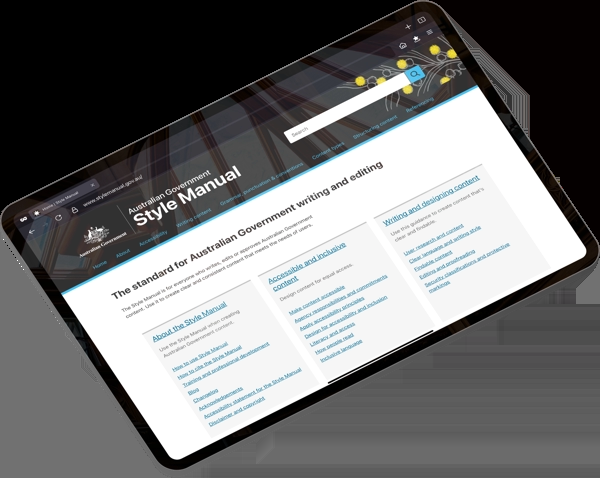 Home | Style Manual
www.stylemanual.gov.au
Australian Government
Australian Government
Style Manual
Search
Home
About
Accessibility
Writing content
Grammar, punctuation & conventions
Content types
Structuring content
Referencing
The standard for Australian Government writing and editing
The Style Manual is for everyone who writes, edits or approves Australian Government
content. Use it to create clear and consistent content that meets the needs of users.
About the Style Manual
Use the Style Manual when creating
Australian Government content.
How to use Style Manual
How to cite the Style Manual
Training and professional development
Blog
Changelog
Acknowledgements
Accessibility statement for the Style Manual
Disclaimer and copyright
Accessible and inclusive
content
Design content for equal access.
Make content accessible
Agency responsibilities and commitments
Apply accessibility principles
Design for accessibility and inclusion
Literacy and access
How people read
Inclusive language
Writing and designing content
Use this guidance to create content that's
clear and findable.
User research and content
Clear language and writing style
Findable content
Editing and proofreading
Security classifications and protective
markings